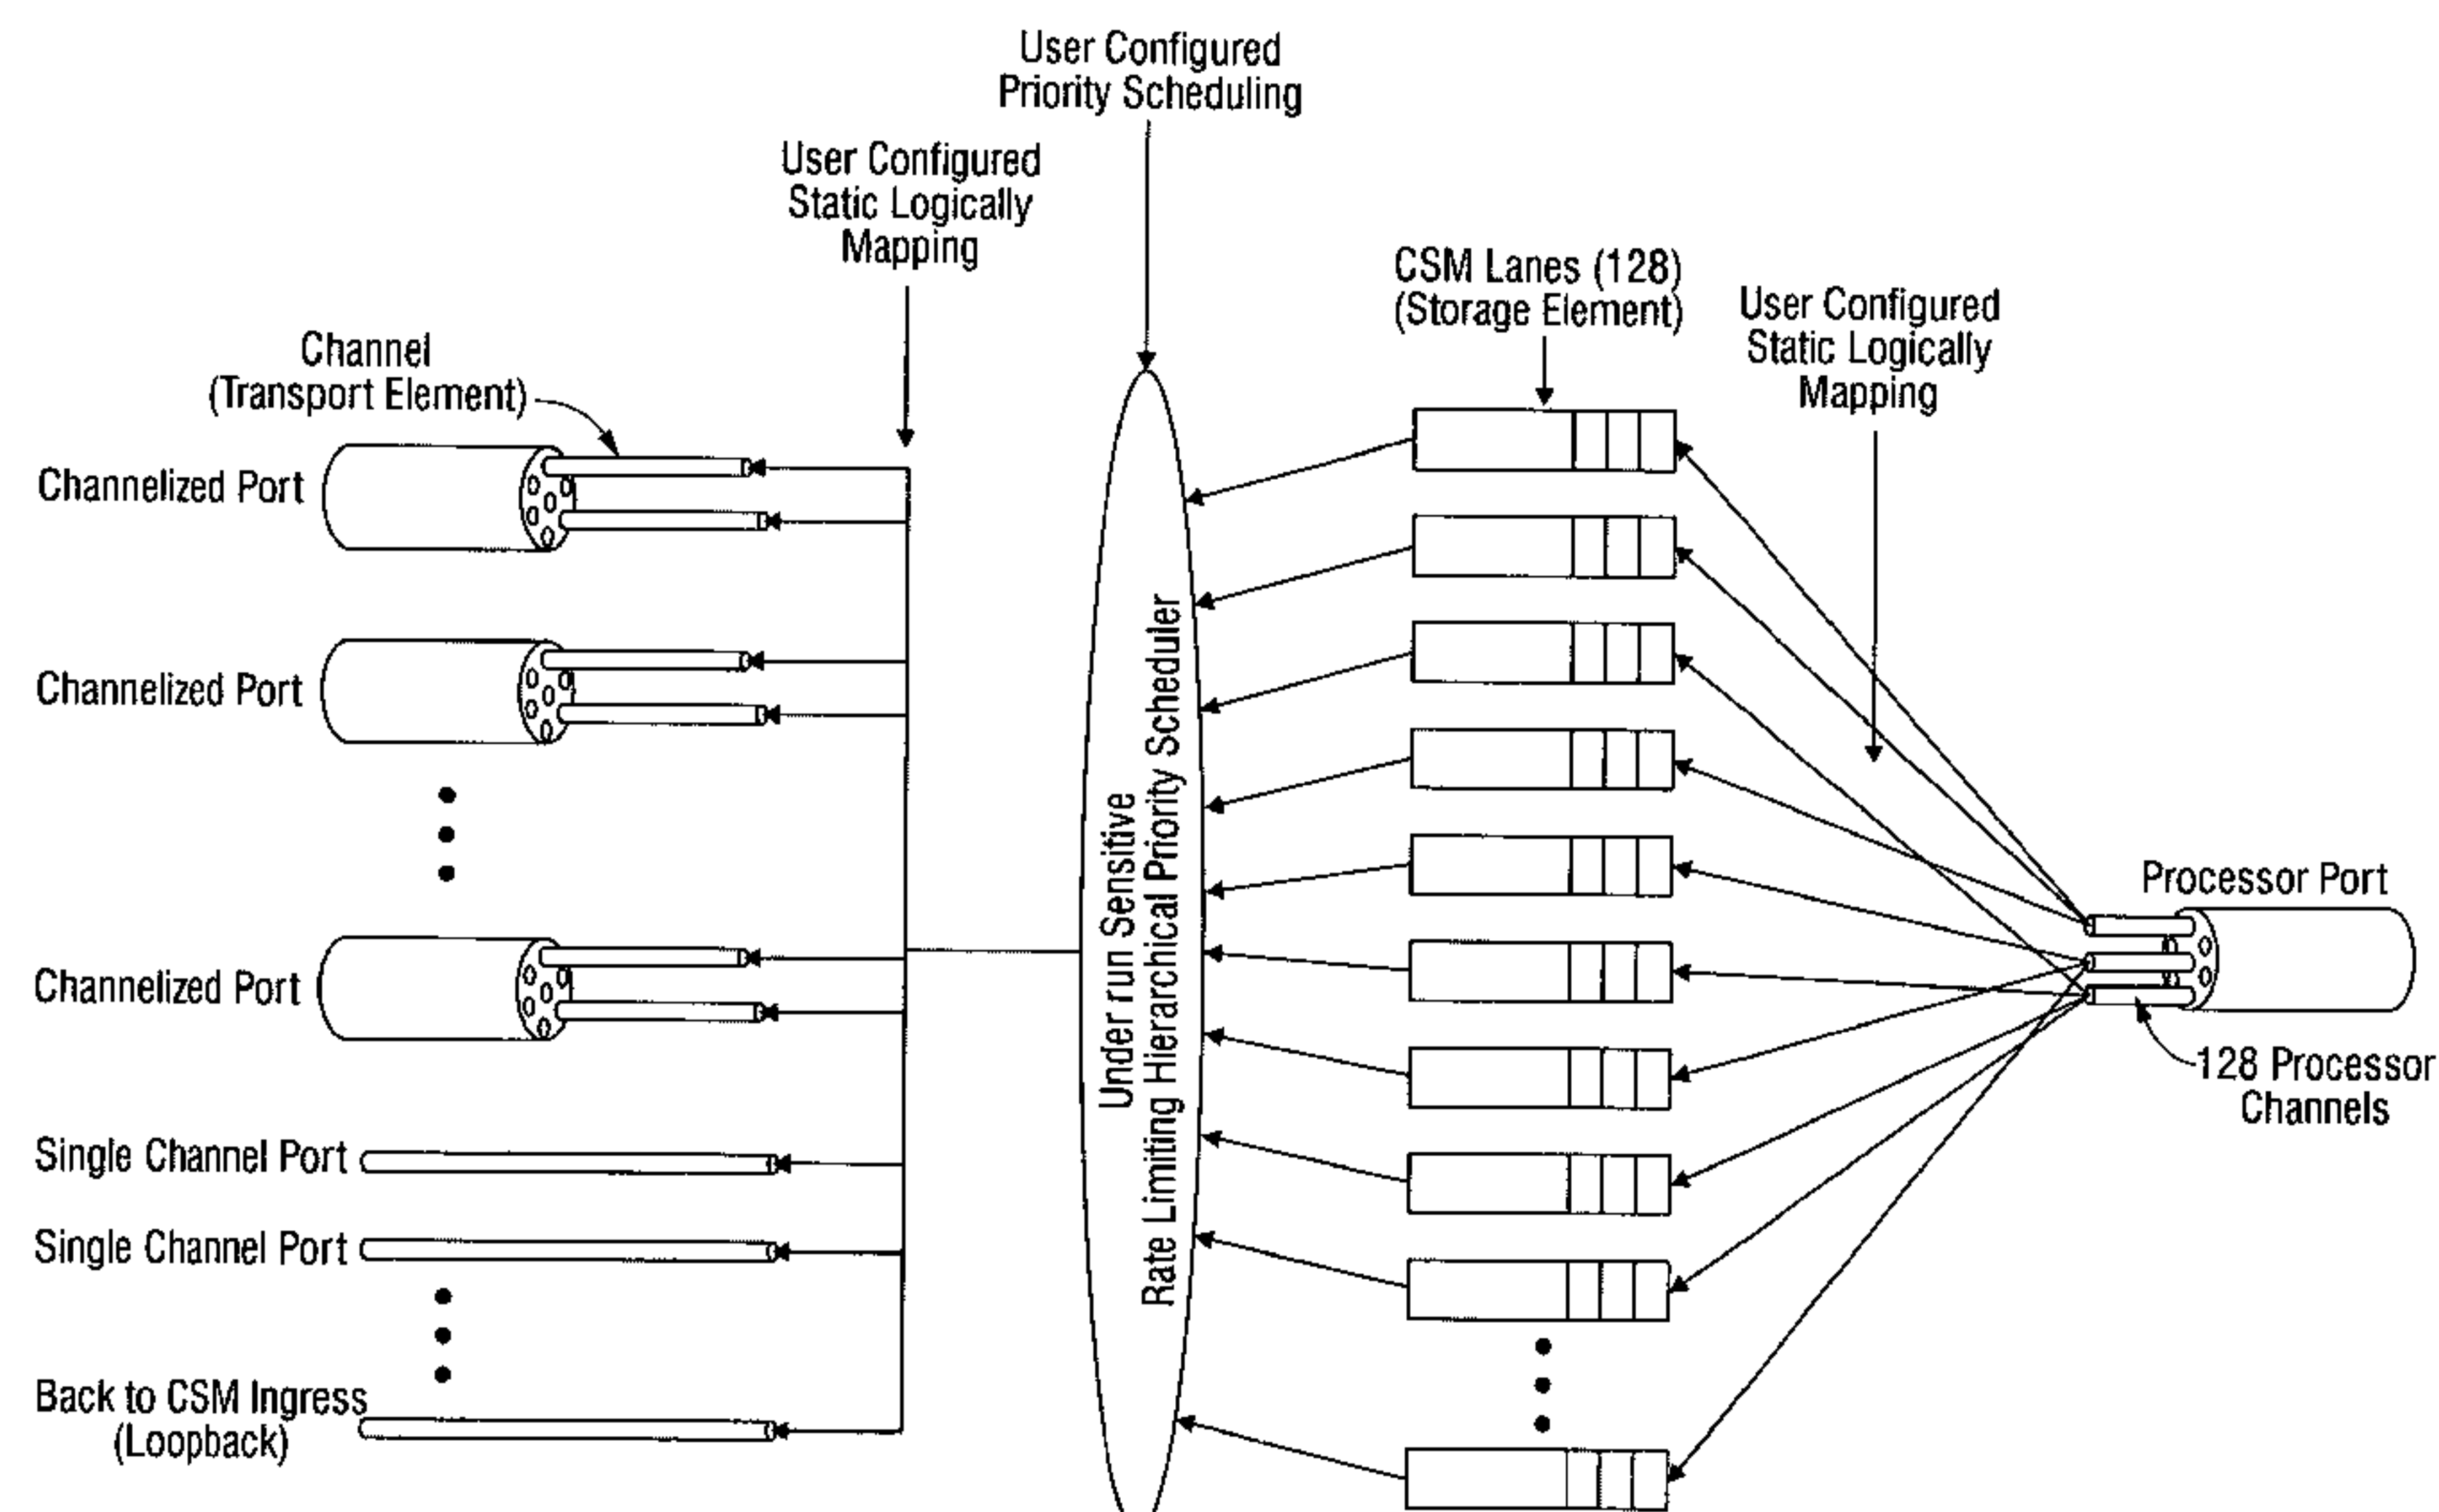 User Configured
Priority Scheduling
User Configured
Static Logically
Mapping
CSM Lanes (128)
(Storage Element)
User Configured
Static Logically
Mapping
Channel
(Transport Element)
Channelized Port
Channelized Port
Channelized Port
Single Channel Port
Single Channel Port
Back to CSM Ingress
(Loopback)
Under run Sensitive
Rate Limiting Hierarchical Priority Scheduler
Processor Port
128 Processor
Channels